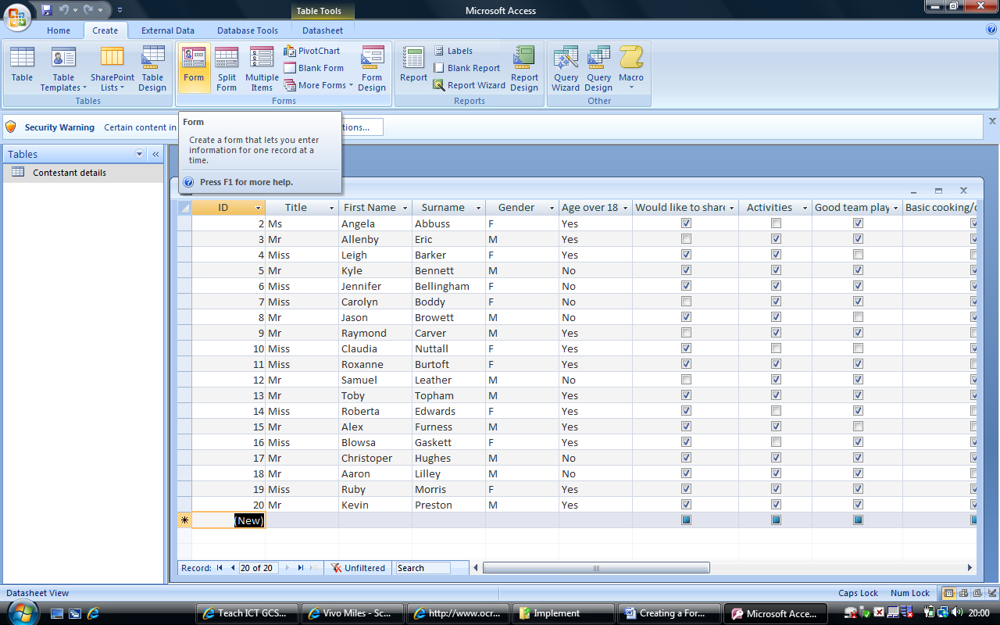 Table Tools
Microsoft Access
Home Create External Data Database Tools Datasheet
Table
Table Templates
SharePoint Lists
Table Design
Tables
Form
Split Form
Multiple Items
PivotChart
Blank Form
More Forms
Form Design
Forms
Report
Labels
Blank Report
Report Wizard
Report Design
Reports
Query Wizard
Query Design
Macro
Other
Security Warning Certain content in
tions...
Form
Create a form that lets you enter
information for one record at a
time.
Press F1 for more help.
Tables
Contestant details
ID Title First Name Surname Gender Age over 18 Would like to share Activities Good team play Basic cooking/
2 Ms Angela Abbuss F Yes
3 Mr Allenby Eric M Yes
4 Miss Leigh Barker F Yes
5 Mr Kyle Bennett M No
6 Miss Jennifer Bellingham F No
7 Miss Carolyn Boddy F No
8 Mr Jason Browett M No
9 Mr Raymond Carver M Yes
10 Miss Claudia Nuttall F Yes
11 Miss Roxanne Burtoft F Yes
12 Mr Samuel Leather M No
13 Mr Toby Topham M Yes
14 Miss Roberta Edwards F Yes
15 Mr Alex Furness M Yes
16 Miss Blowsa Gaskett F Yes
17 Mr Christoper Hughes M No
18 Mr Aaron Lilley M No
19 Miss Ruby Morris F Yes
20 Mr Kevin Preston M Yes
(New)
Record: 20 of 20 Unfiltered Search
Datasheet View Caps Lock Num Lock
Teach ICT GCS... Vivo Miles - Sc... http://www.ocr... Implement Creating a For... Microsoft Acce... 20:00